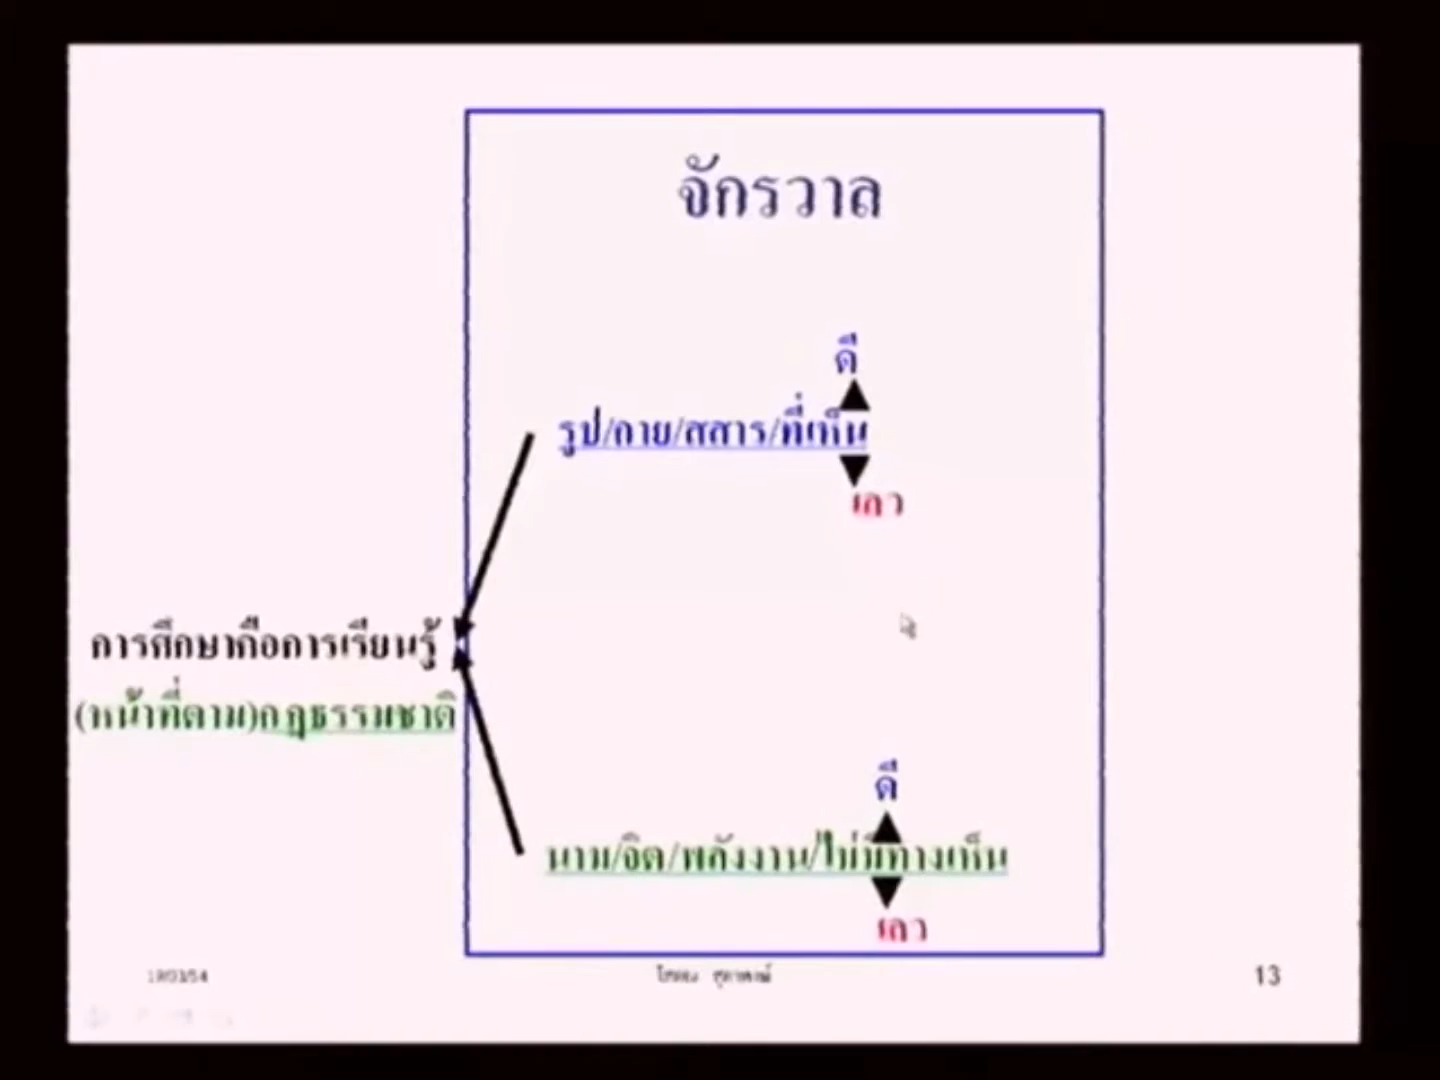 จักรวาล
ดี
รูป/กาย/สสาร/ที่เห็น
เลว
การศึกษาคือการเรียนรู้
(หน้าที่ตาม)กฎธรรมชาติ
ดี
นาม/จิต/พลังงาน/ไม่มีทางเห็น
เลว
13